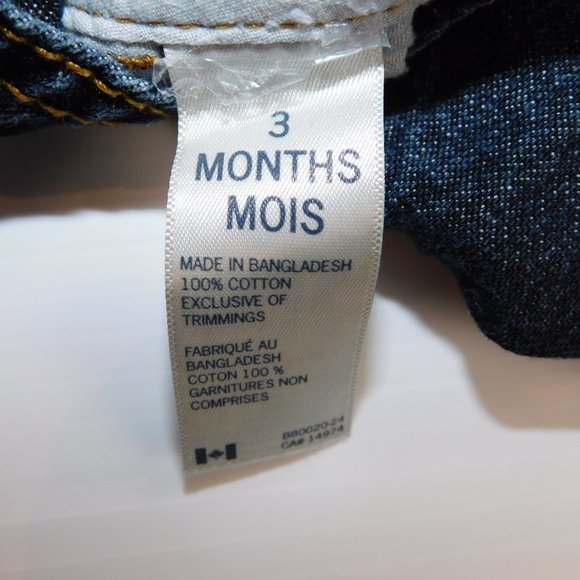 3
MONTHS
MOIS
MADE IN BANGLADESH
100% COTTON
EXCLUSIVE OF
TRIMMINGS
FABRIQUÉ AU
BANGLADESH
COTON 100 %
GARNITURES NON
COMPRISES
BB0020-24
CA# 14974